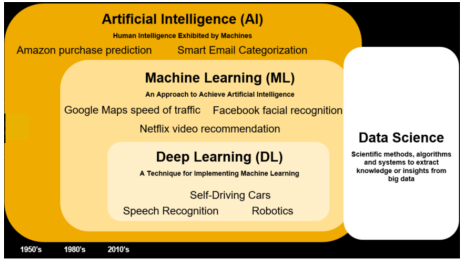 Artificial Intelligence (AI)
Human Intelligence Exhibited by Machines
Amazon purchase prediction
Smart Email Categorization
Machine Learning (ML)
An Approach to Achieve Artificial Intelligence
Google Maps speed of traffic
Facebook facial recognition
Netflix video recommendation
Deep Learning (DL)
A Technique for Implementing Machine Learning
Self-Driving Cars
Speech Recognition
Robotics
Data Science
Scientific methods, algorithms
and systems to extract
knowledge or insights from
big data
1950's
1980's
2010's